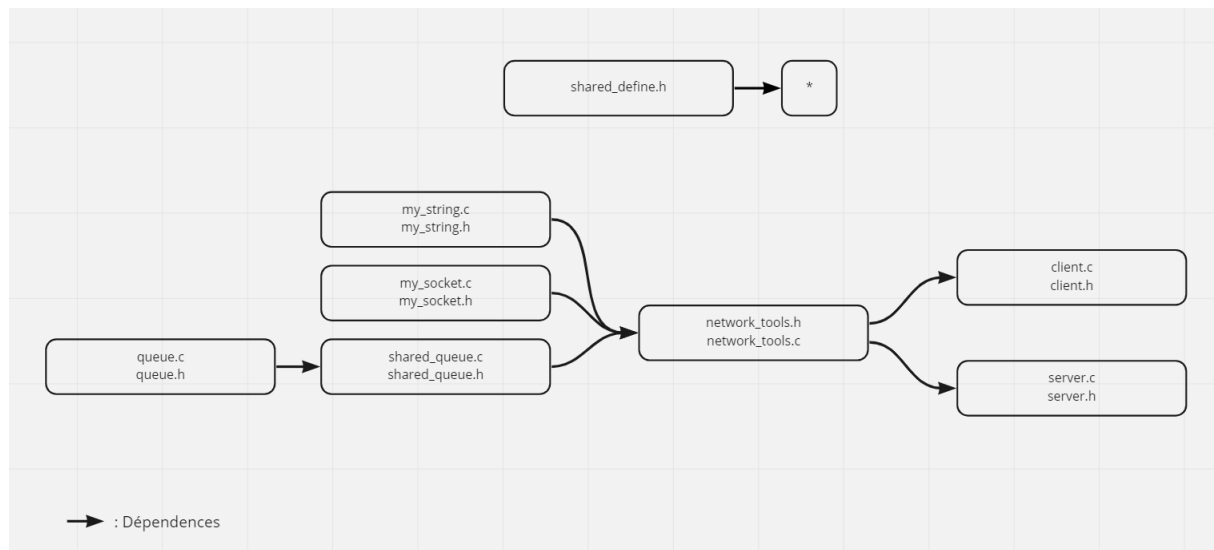 shared_define.h
*
my_string.c
my_string.h
my_socket.c
my_socket.h
queue.c
queue.h
shared_queue.c
shared_queue.h
network_tools.h
network_tools.c
client.c
client.h
server.c
server.h
: Dépendences